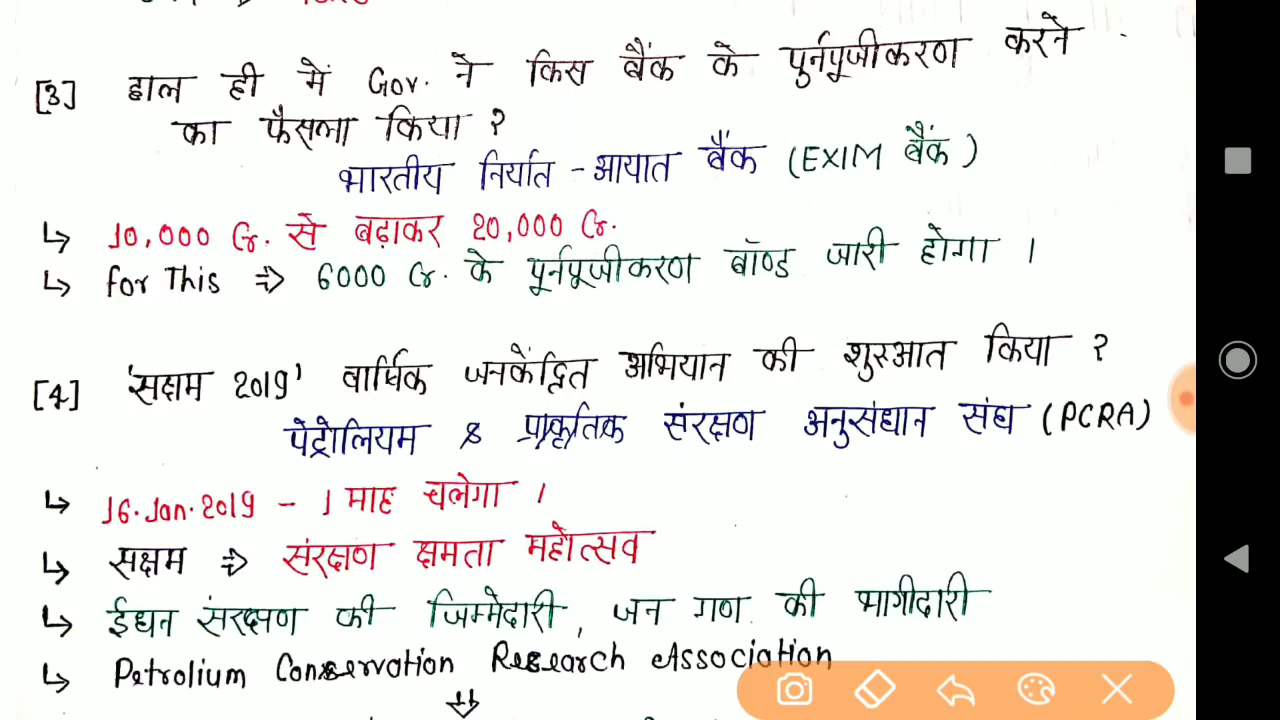 [3] हाल ही में Gov. ने किस बैंक के पुर्नपूजीकरण करने
का फैसला किया ?
भारतीय निर्यात - आयात बैंक (EXIM बैंक)
↳ 10,000 Cr. से बढ़ाकर 20,000 Cr.
↳ for This ⇒ 6000 Cr. के पूर्नपूजीकरण बॉण्ड जारी होगा ।
[4] 'सक्षम 2019' वार्षिक जनकेंद्रित अभियान की शुरुआत किया ?
पेट्रोलियम & प्राकृतिक संरक्षण अनुसंधान संघ (PCRA)
↳ 16.Jan.2019 - 1 माह चलेगा ।
↳ सक्षम ⇒ संरक्षण क्षमता महोत्सव
↳ ईधन संरक्षण की जिम्मेदारी, जन गण की भागीदारी
↳ Petrolium Conservation Research Association